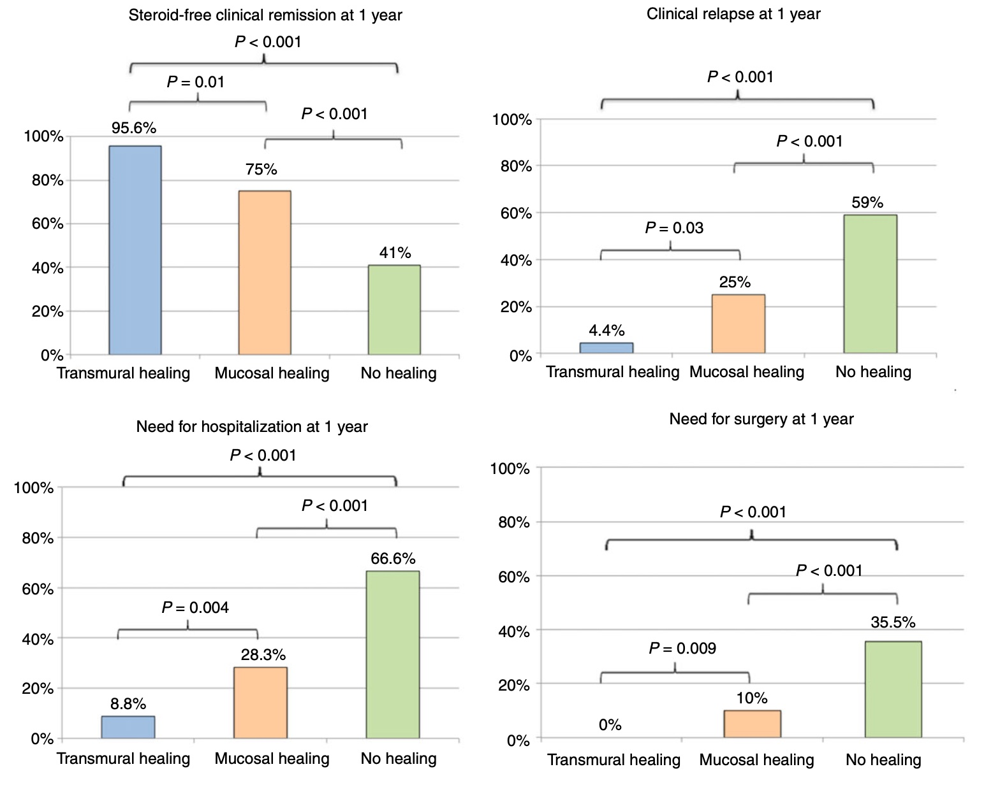 Steroid-free clinical remission at 1 year
P < 0.001
P = 0.01
P < 0.001
95.6%
75%
41%
100%
80%
60%
40%
20%
0%
Transmural healing Mucosal healing No healing
Clinical relapse at 1 year
P < 0.001
P < 0.001
P = 0.03
59%
25%
4.4%
100%
80%
60%
40%
20%
0%
Transmural healing Mucosal healing No healing
Need for hospitalization at 1 year
P < 0.001
P < 0.001
P = 0.004
66.6%
28.3%
8.8%
100%
80%
60%
40%
20%
0%
Transmural healing Mucosal healing No healing
Need for surgery at 1 year
P < 0.001
P < 0.001
P = 0.009
35.5%
10%
0%
100%
80%
60%
40%
20%
0%
Transmural healing Mucosal healing No healing